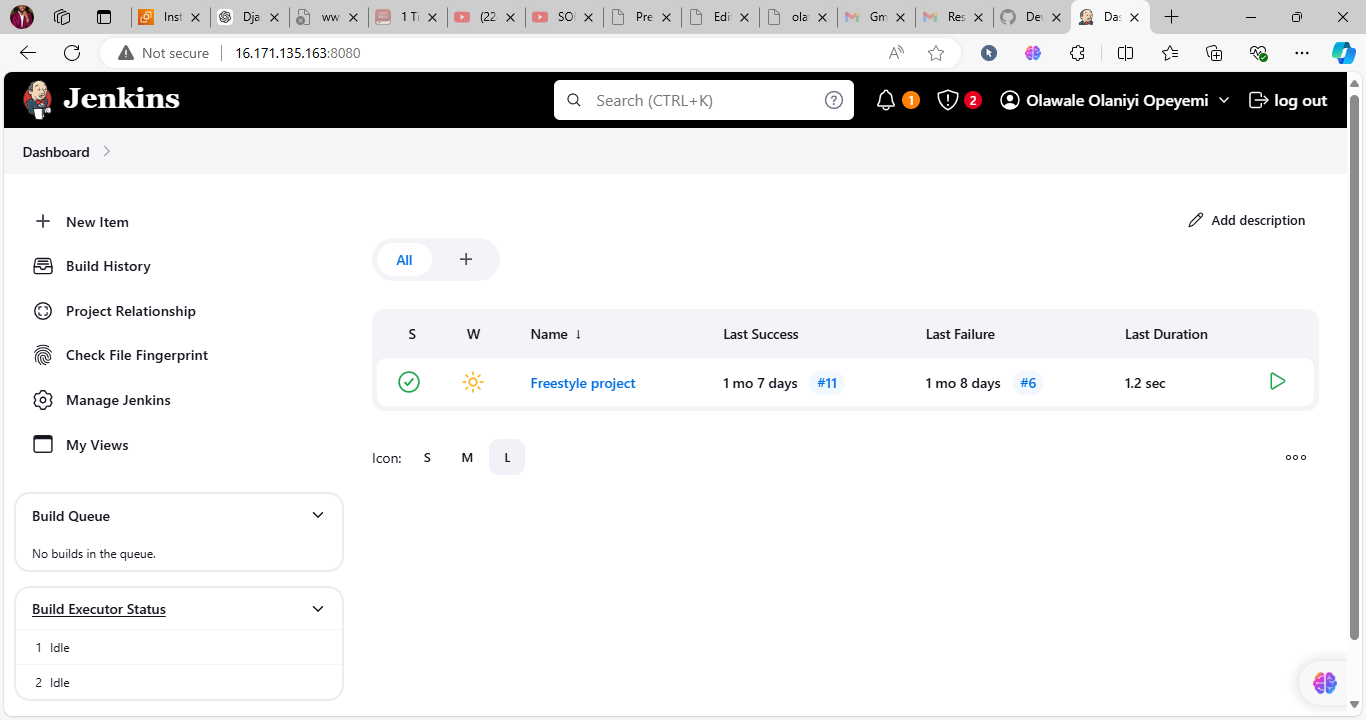 Inst
Dja
ww
1 Ti
(22
SO
Pre
Edi
ola
Gm
Res
De
Das
Not secure
16.171.135.163:8080
Jenkins
Search (CTRL+K)
1
2
Olawale Olaniyi Opeyemi
log out
Dashboard
New Item
Add description
Build History
All
+
Project Relationship
S W Name ↓ Last Success Last Failure Last Duration
Check File Fingerprint
Freestyle project 1 mo 7 days #11 1 mo 8 days #6 1.2 sec
Manage Jenkins
My Views
Icon: S M L
Build Queue
No builds in the queue.
Build Executor Status
1 Idle
2 Idle